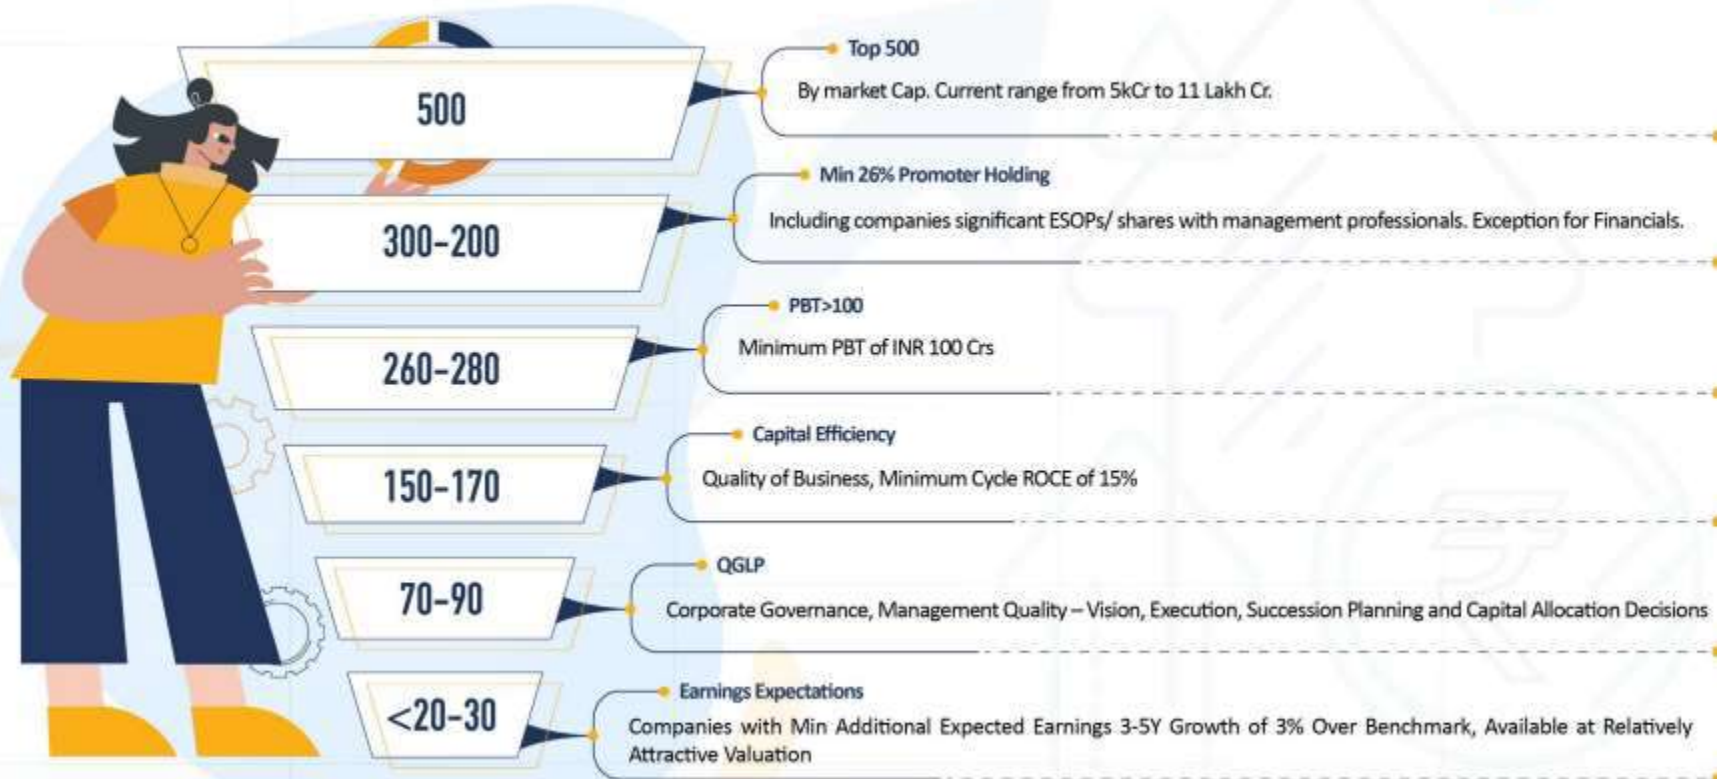 500
Top 500
By market Cap. Current range from 5kCr to 11 Lakh Cr.
300-200
Min 26% Promoter Holding
Including companies significant ESOPs/ shares with management professionals. Exception for Financials.
260-280
PBT>100
Minimum PBT of INR 100 Crs
150-170
Capital Efficiency
Quality of Business, Minimum Cycle ROCE of 15%
70-90
QGLP
Corporate Governance, Management Quality – Vision, Execution, Succession Planning and Capital Allocation Decisions
<20-30
Earnings Expectations
Companies with Min Additional Expected Earnings 3-5Y Growth of 3% Over Benchmark, Available at Relatively
Attractive Valuation